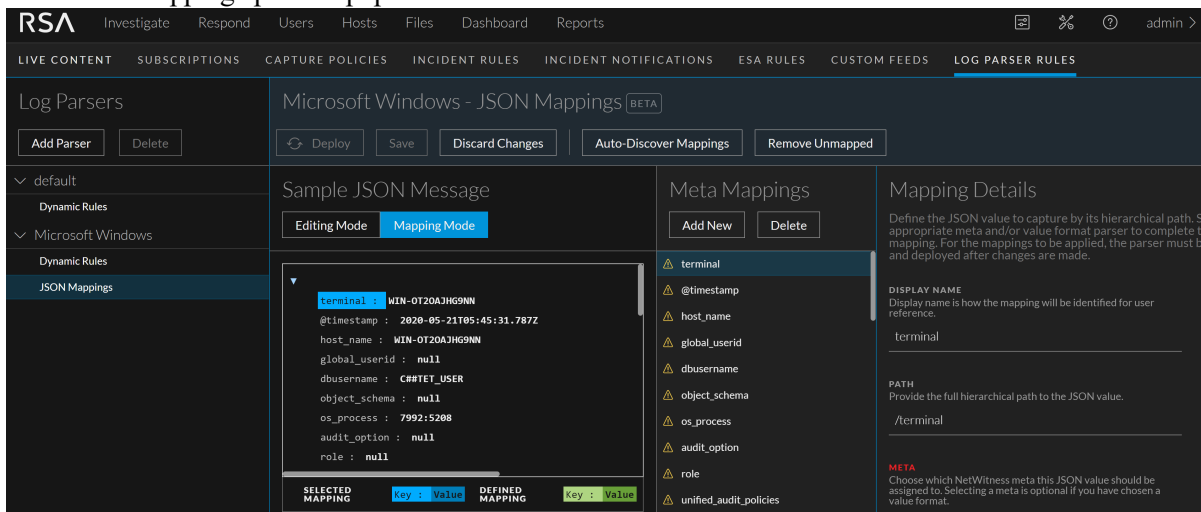 RSA Investigate Respond Users Hosts Files Dashboard Reports admin >
LIVE CONTENT SUBSCRIPTIONS CAPTURE POLICIES INCIDENT RULES INCIDENT NOTIFICATIONS ESA RULES CUSTOM FEEDS LOG PARSER RULES
Log Parsers
Add Parser Delete
default
Dynamic Rules
Microsoft Windows
Dynamic Rules
JSON Mappings
Microsoft Windows - JSON Mappings BETA
Deploy Save Discard Changes Auto-Discover Mappings Remove Unmapped
Sample JSON Message
Editing Mode Mapping Mode
terminal : WIN-OT2OAJHG9NN
@timestamp : 2020-05-21T05:45:31.787Z
host_name : WIN-OT2OAJHG9NN
global_userid : null
dbusername : C##TET_USER
object_schema : null
os_process : 7992:5208
audit_option : null
role : null
SELECTED MAPPING Key : Value DEFINED MAPPING Key : Value
Meta Mappings
Add New Delete
terminal
@timestamp
host_name
global_userid
dbusername
object_schema
os_process
audit_option
role
unified_audit_policies
Mapping Details
Define the JSON value to capture by its hierarchical path.
appropriate meta and/or value format parser to complete
mapping. For the mappings to be applied, the parser must
and deployed after changes are made.
DISPLAY NAME
Display name is how the mapping will be identified for user
reference.
terminal
PATH
Provide the full hierarchical path to the JSON value.
/terminal
META
Choose which NetWitness meta this JSON value should be
assigned to. Selecting a meta is optional if you have chosen a
value format.